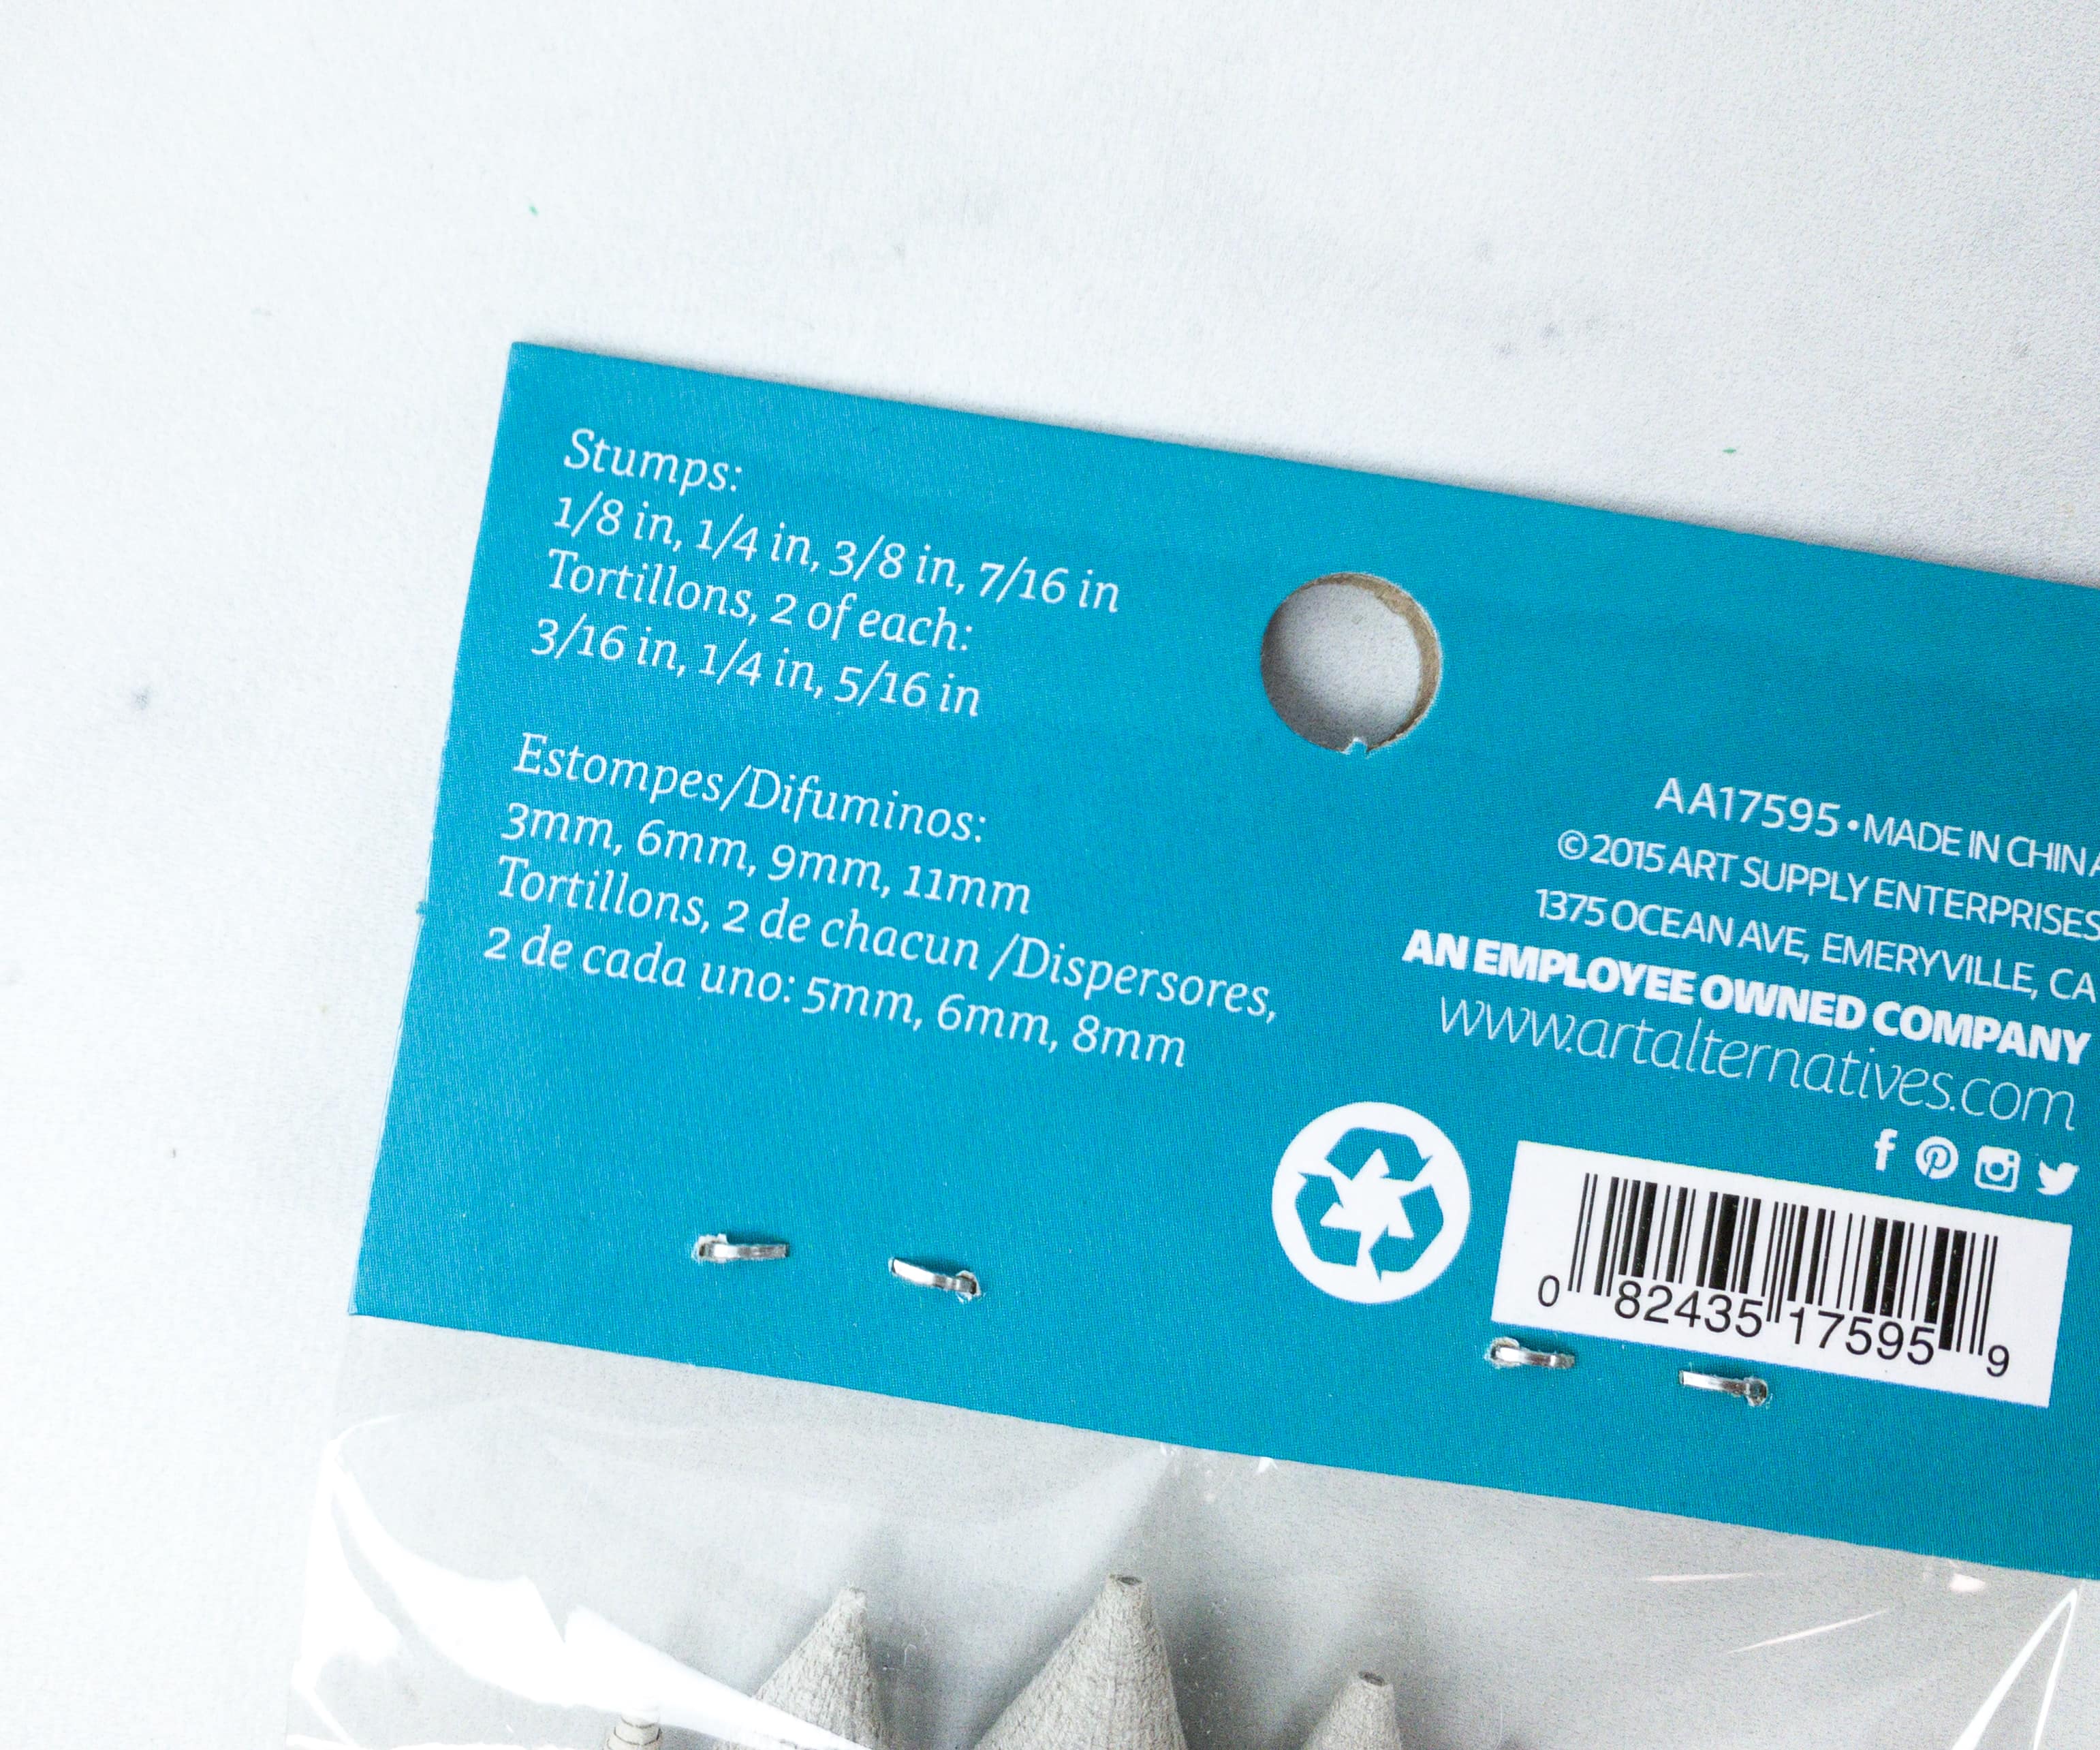 Stumps:
1/8 in, 1/4 in, 3/8 in, 7/16 in
Tortillons, 2 of each:
3/16 in, 1/4 in, 5/16 in
Estompes/Difuminos:
3mm, 6mm, 9mm, 11mm
Tortillons, 2 de chacun /Dispersores,
2 de cada uno: 5mm, 6mm, 8mm
AA17595 • MADE IN CHINA
©2015 ART SUPPLY ENTERPRISES
1375 OCEAN AVE, EMERYVILLE, CA
AN EMPLOYEE OWNED COMPANY
www.artalternatives.com
0 82435 17595 9